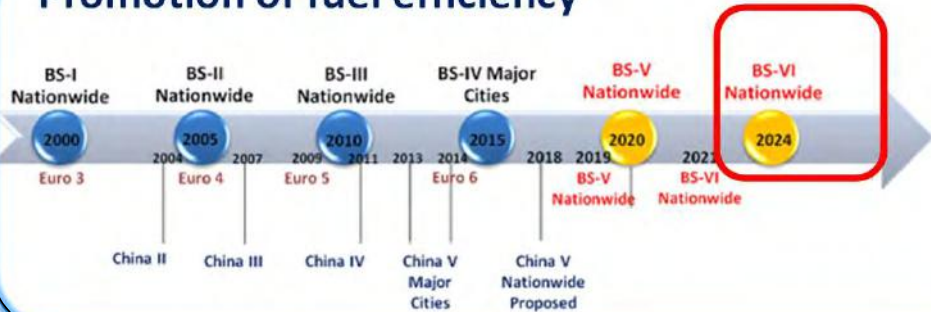 Promotion of fuel efficiency
BS-I
Nationwide
BS-II
Nationwide
BS-III
Nationwide
BS-IV Major
Cities
BS-V
Nationwide
BS-VI
Nationwide
2000
2005
2010
2015
2020
2024
2004
2007
2009
2011
2013
2014
2018
2019
2021
Euro 3
Euro 4
Euro 5
Euro 6
BS-V
Nationwide
BS-VI
Nationwide
China II
China III
China IV
China V
Major
Cities
China V
Nationwide
Proposed